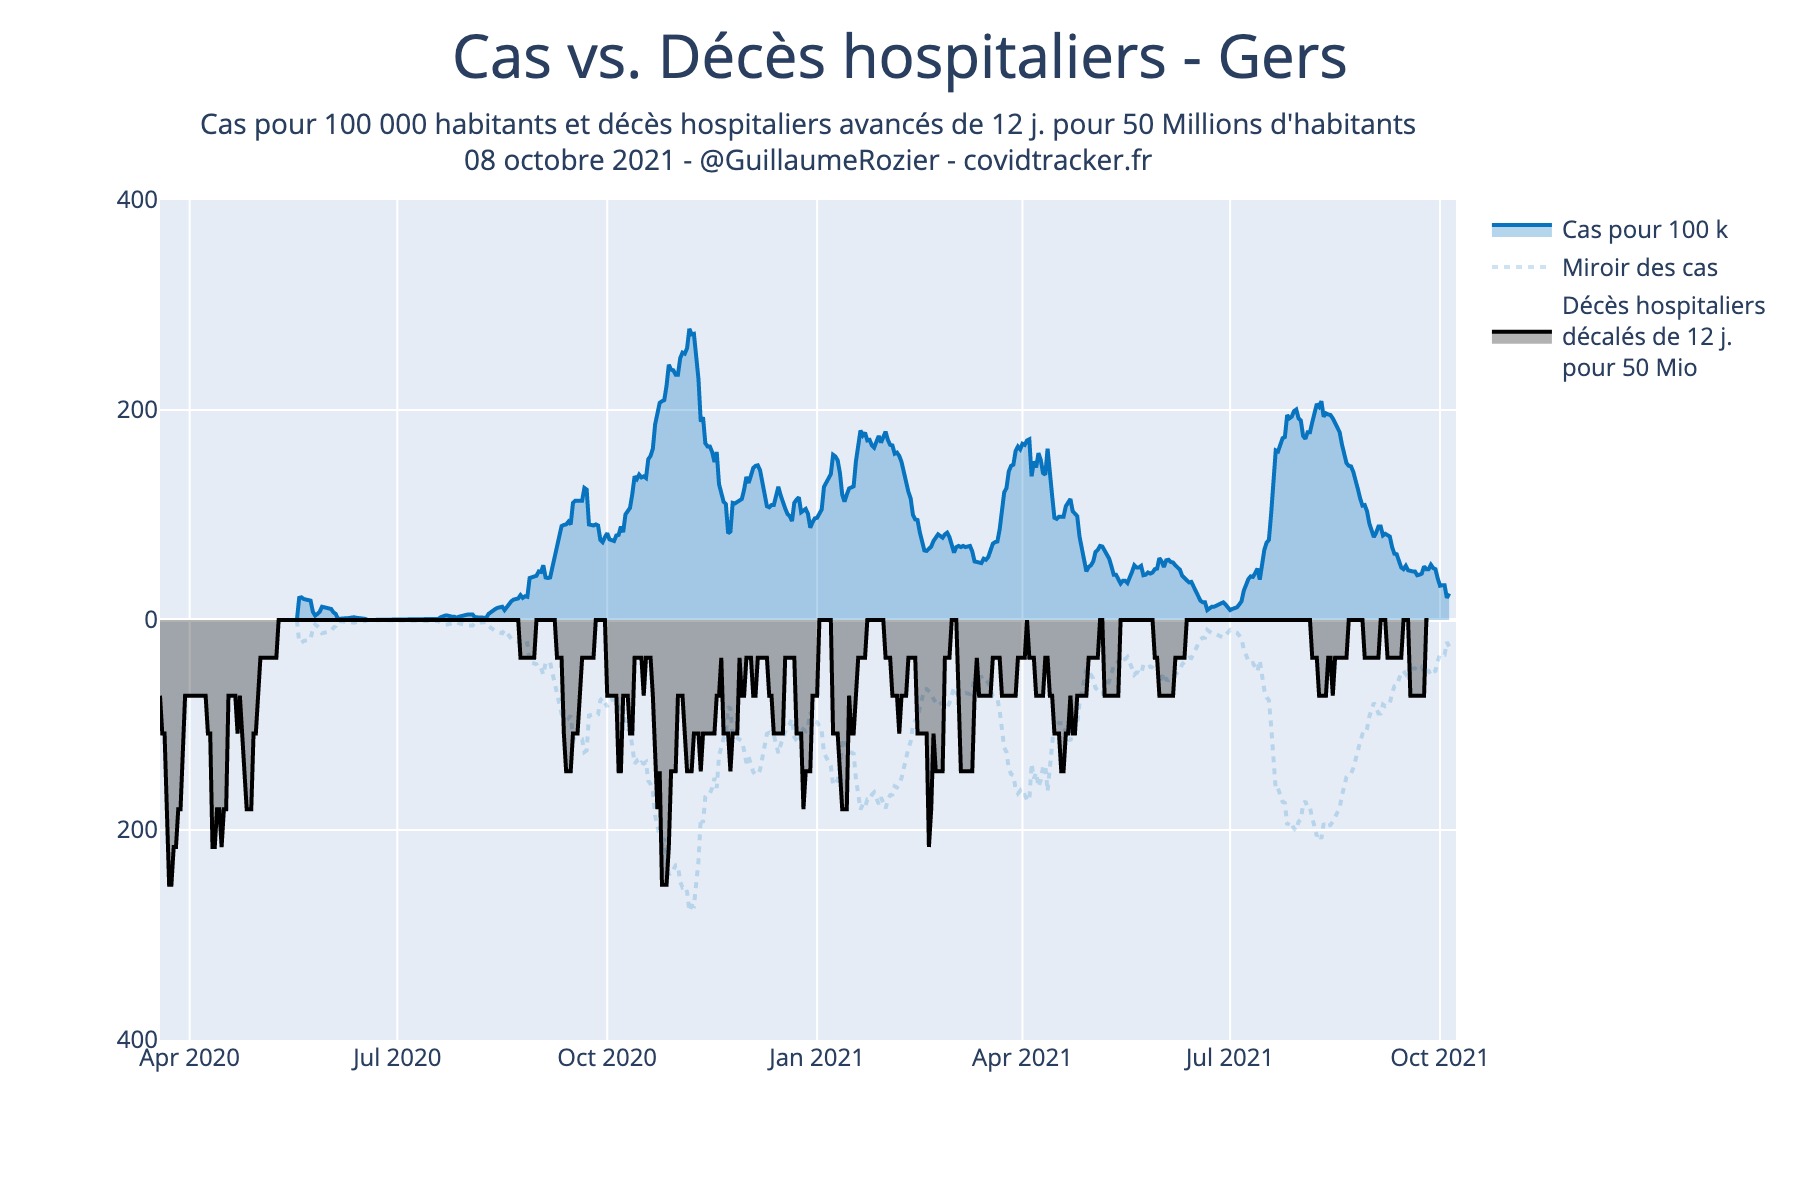 Cas vs. Décès hospitaliers - Gers
Cas pour 100 000 habitants et décès hospitaliers avancés de 12 j. pour 50 Millions d'habitants
08 octobre 2021 - @GuillaumeRozier - covidtracker.fr
400
200
0
200
400
Apr 2020
Jul 2020
Oct 2020
Jan 2021
Apr 2021
Jul 2021
Oct 2021
Cas pour 100 k
Miroir des cas
Décès hospitaliers
décalés de 12 j.
pour 50 Mio